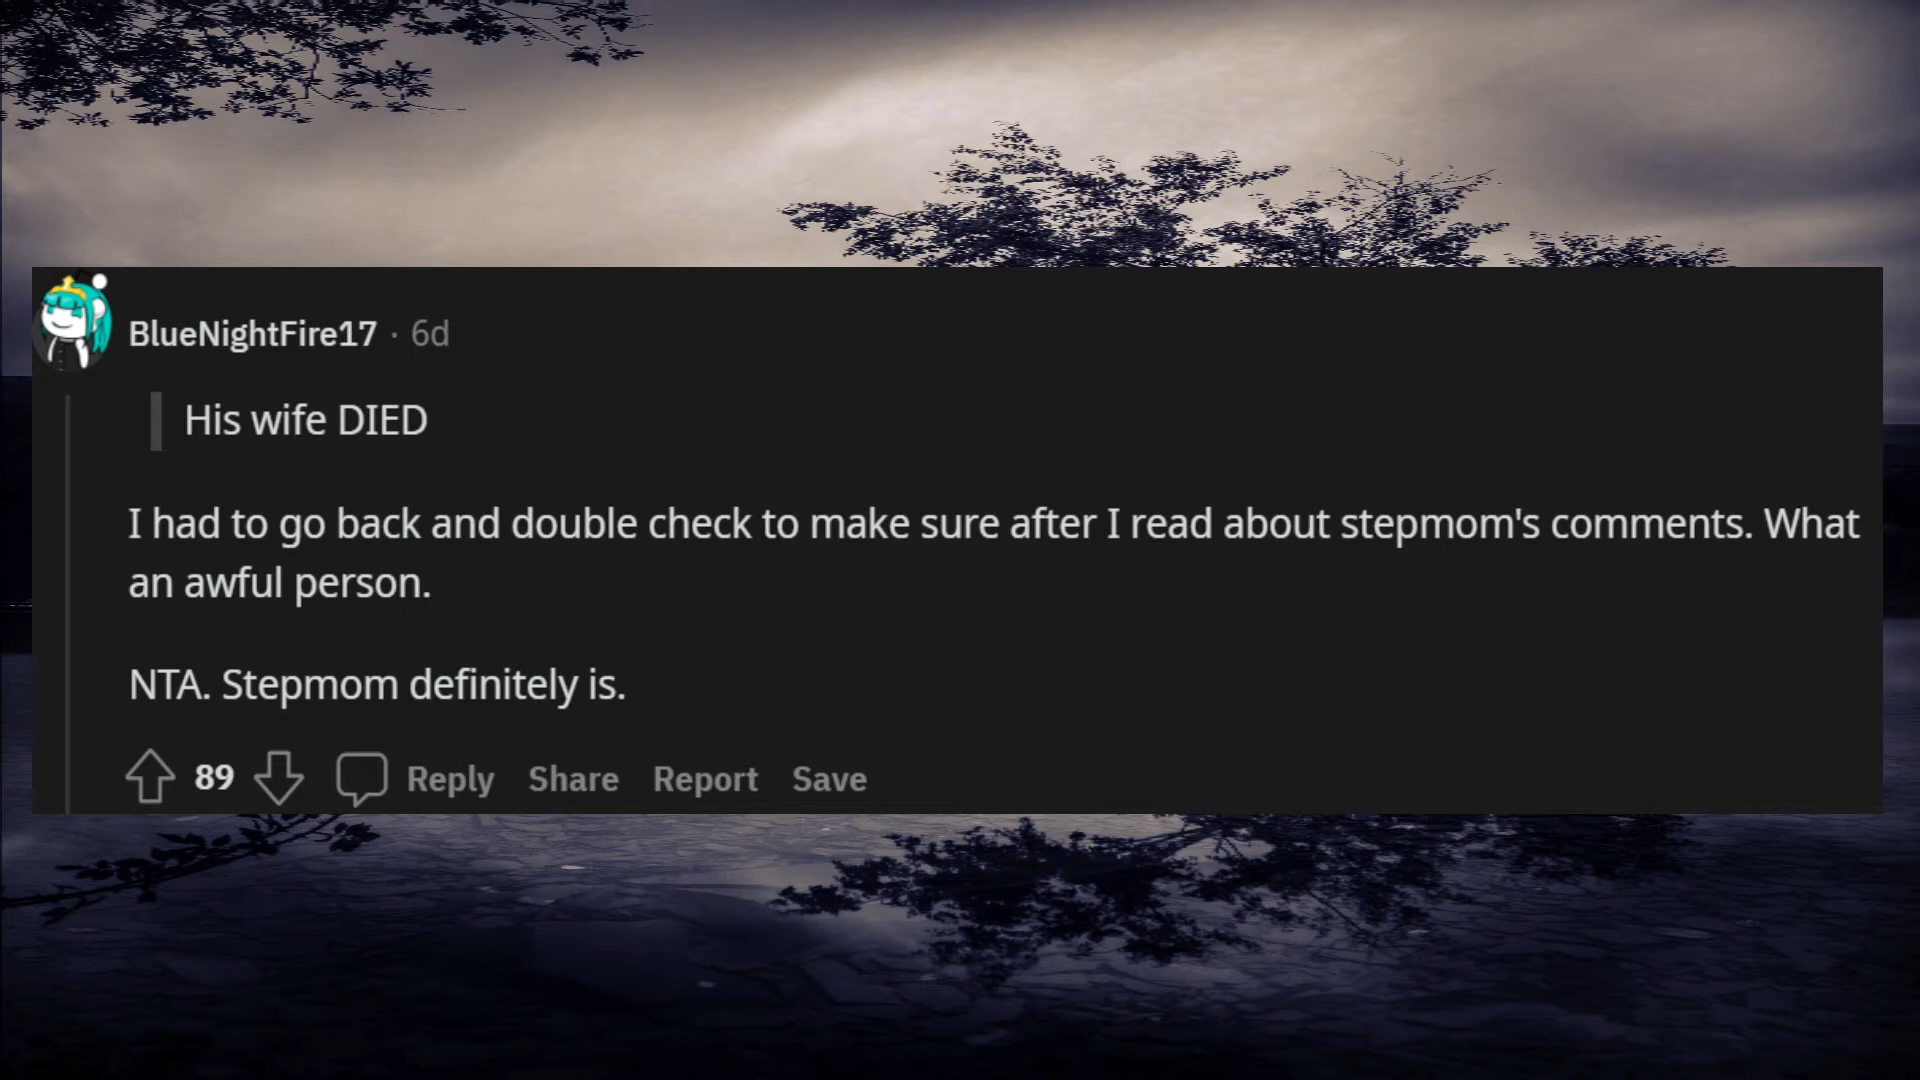 BlueNightFire17 · 6d
His wife DIED
I had to go back and double check to make sure after I read about stepmom's comments. What
an awful person.
NTA. Stepmom definitely is.
89 Reply Share Report Save